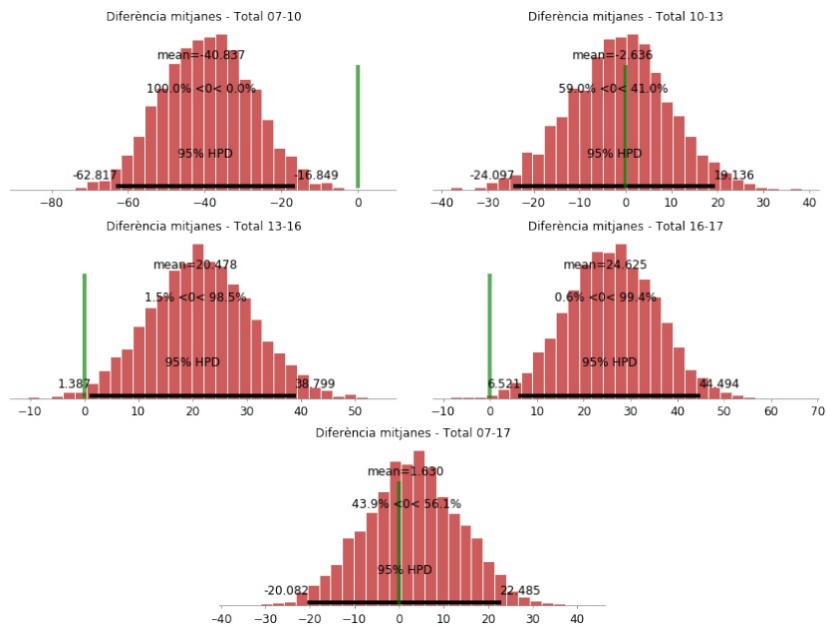 Diferència mitjanes - Total 07-10
mean=-40.837
100.0% <0< 0.0%
95% HPD
-62.817
-16.849
−80 −60 −40 −20 0
Diferència mitjanes - Total 10-13
mean=-2.636
59.0% <0< 41.0%
95% HPD
-24.097
19.136
−40 −30 −20 −10 0 10 20 30 40
Diferència mitjanes - Total 13-16
mean=20.478
1.5% <0< 98.5%
95% HPD
1.387
38.799
−10 0 10 20 30 40 50
Diferència mitjanes - Total 16-17
mean=24.625
0.6% <0< 99.4%
95% HPD
6.521
44.494
−10 0 10 20 30 40 50 60 70
Diferència mitjanes - Total 07-17
mean=1.630
43.9% <0< 56.1%
95% HPD
-20.082
22.485
−40 −30 −20 −10 0 10 20 30 40